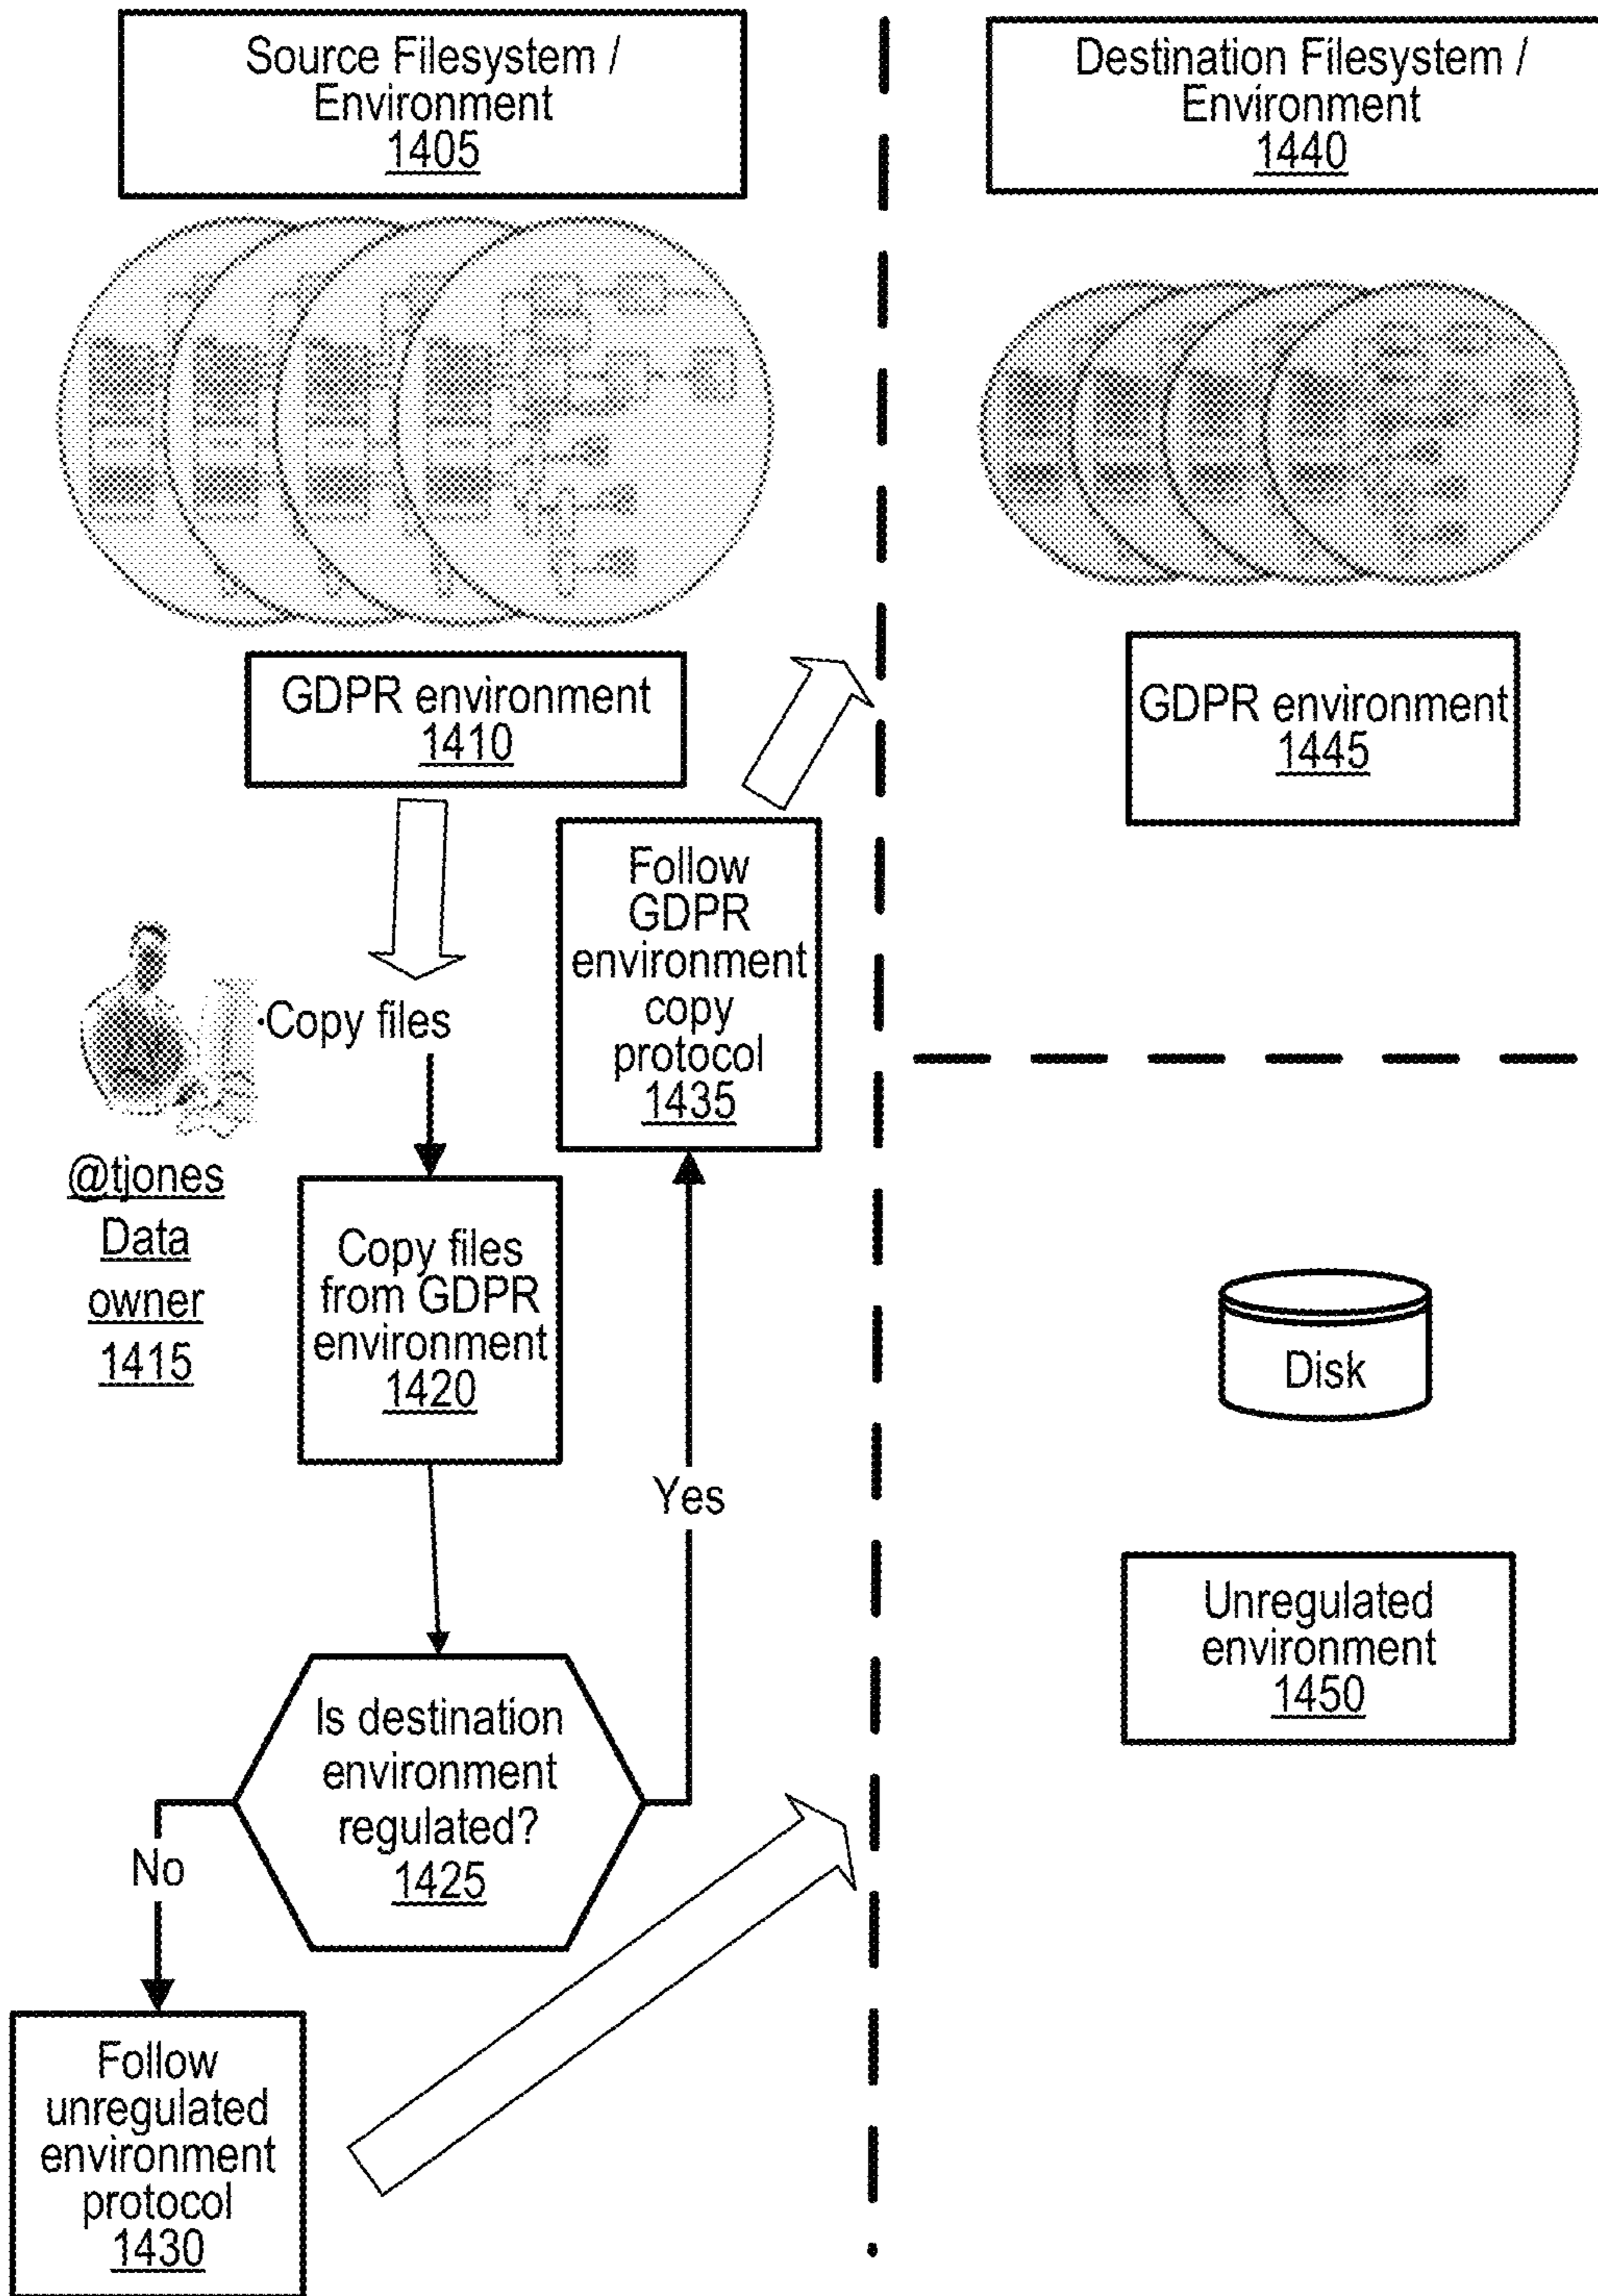 Source Filesystem /
Environment
1405
Destination Filesystem /
Environment
1440
GDPR environment
1410
GDPR environment
1445
Follow
GDPR
environment
copy
protocol
1435
Copy files
@tjones
Data
owner
1415
Copy files
from GDPR
environment
1420
Disk
Yes
Unregulated
environment
1450
Is destination
environment
regulated?
1425
No
Follow
unregulated
environment
protocol
1430